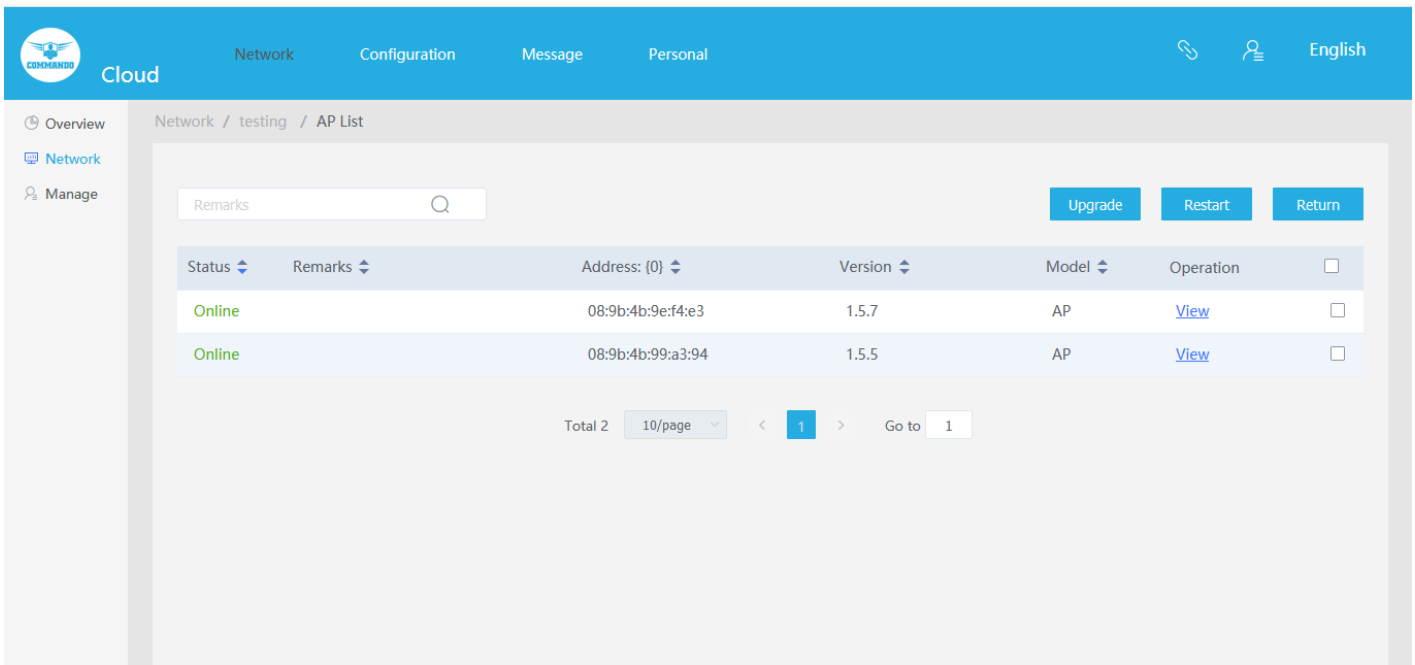 COMMANDO
Cloud Network Configuration Message Personal English
Overview
Network
Manage
Network / testing / AP List
Remarks Upgrade Restart Return
Status Remarks Address: {0} Version Model Operation
Online 08:9b:4b:9e:f4:e3 1.5.7 AP View
Online 08:9b:4b:99:a3:94 1.5.5 AP View
Total 2 10/page < 1 > Go to 1